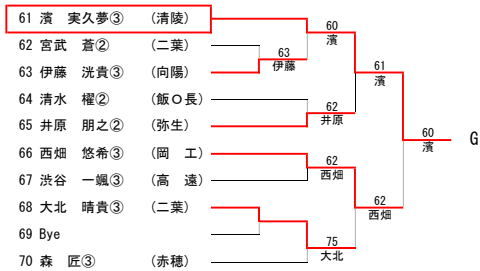 61 濱　実久夢③ （清陵）
62 宮武　蒼② （二葉）
63 伊藤　洸貴③ （向陽）
64 清水　櫂② （飯О長）
65 井原　朋之② （弥生）
66 西畑　悠希③ （岡　工）
67 渋谷　一颯③ （高　遠）
68 大北　晴貴③ （二葉）
69 Bye
70 森　匠③ （赤穂）
63
伊藤
60
濱
62
井原
61
濱
62
西畑
75
大北
62
西畑
60
濱
G